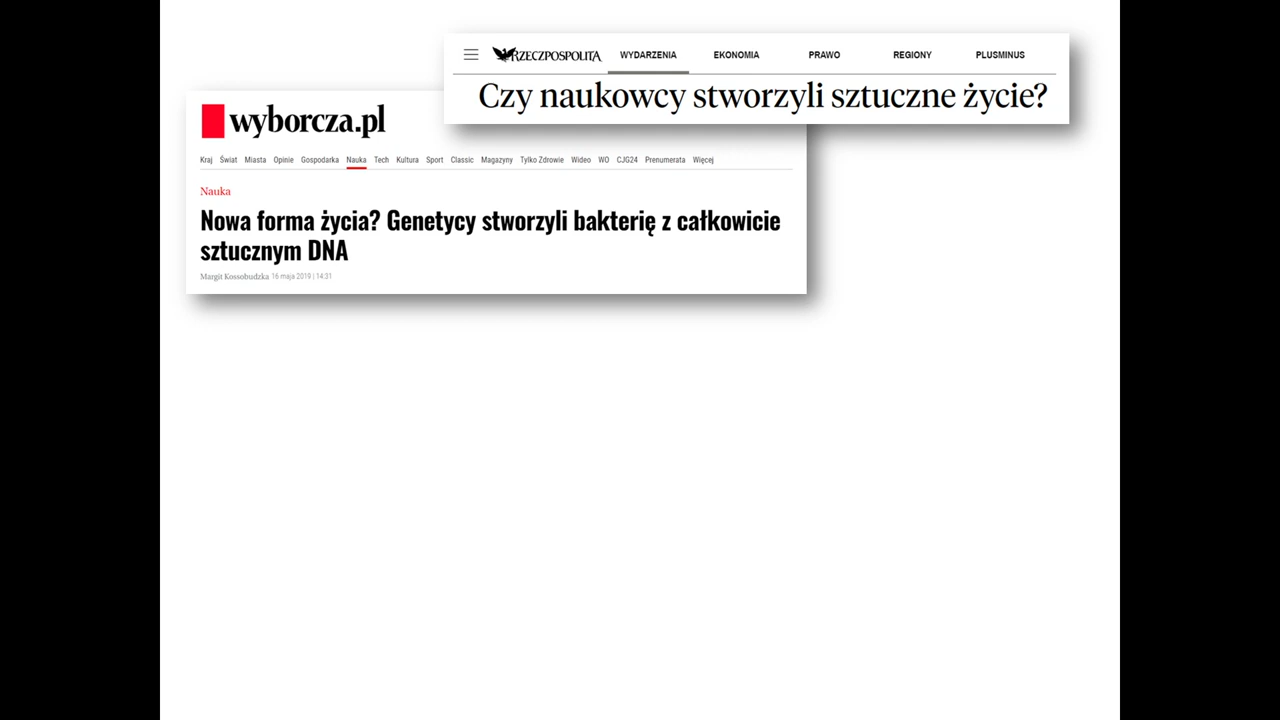 RZECZPOSPOLITA WYDARZENIA EKONOMIA PRAWO REGIONY PLUSMINUS
Czy naukowcy stworzyli sztuczne życie?
wyborcza.pl
Kraj Świat Miasta Opinie Gospodarka Nauka Tech Kultura Sport Classic Magazyny Tylko Zdrowie Wideo WO CJG24 Prenumerata Więcej
Nauka
Nowa forma życia? Genetycy stworzyli bakterię z całkowicie
sztucznym DNA
Margit Kossobudzka 16 maja 2019 | 14:31